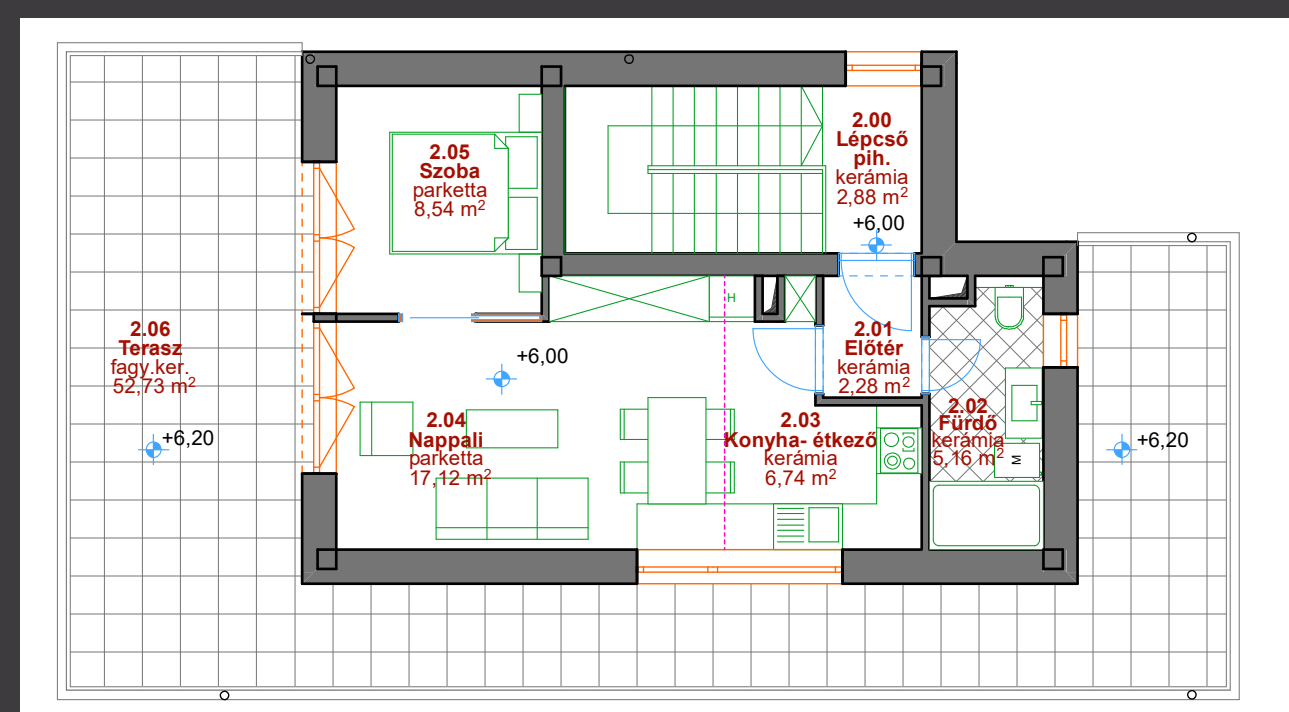 2.00
Lépcső
pih.
kerámia
2,88 m²
+6,00
2.05
Szoba
parketta
8,54 m²
H
2.06
Terasz
fagy.ker.
52,73 m²
+6,20
+6,00
2.01
Előtér
kerámia
2,28 m²
2.04
Nappali
parketta
17,12 m²
2.03
Konyha- étkező
kerámia
6,74 m²
2.02
Fürdő
kerámia
5,16 m²
M
+6,20